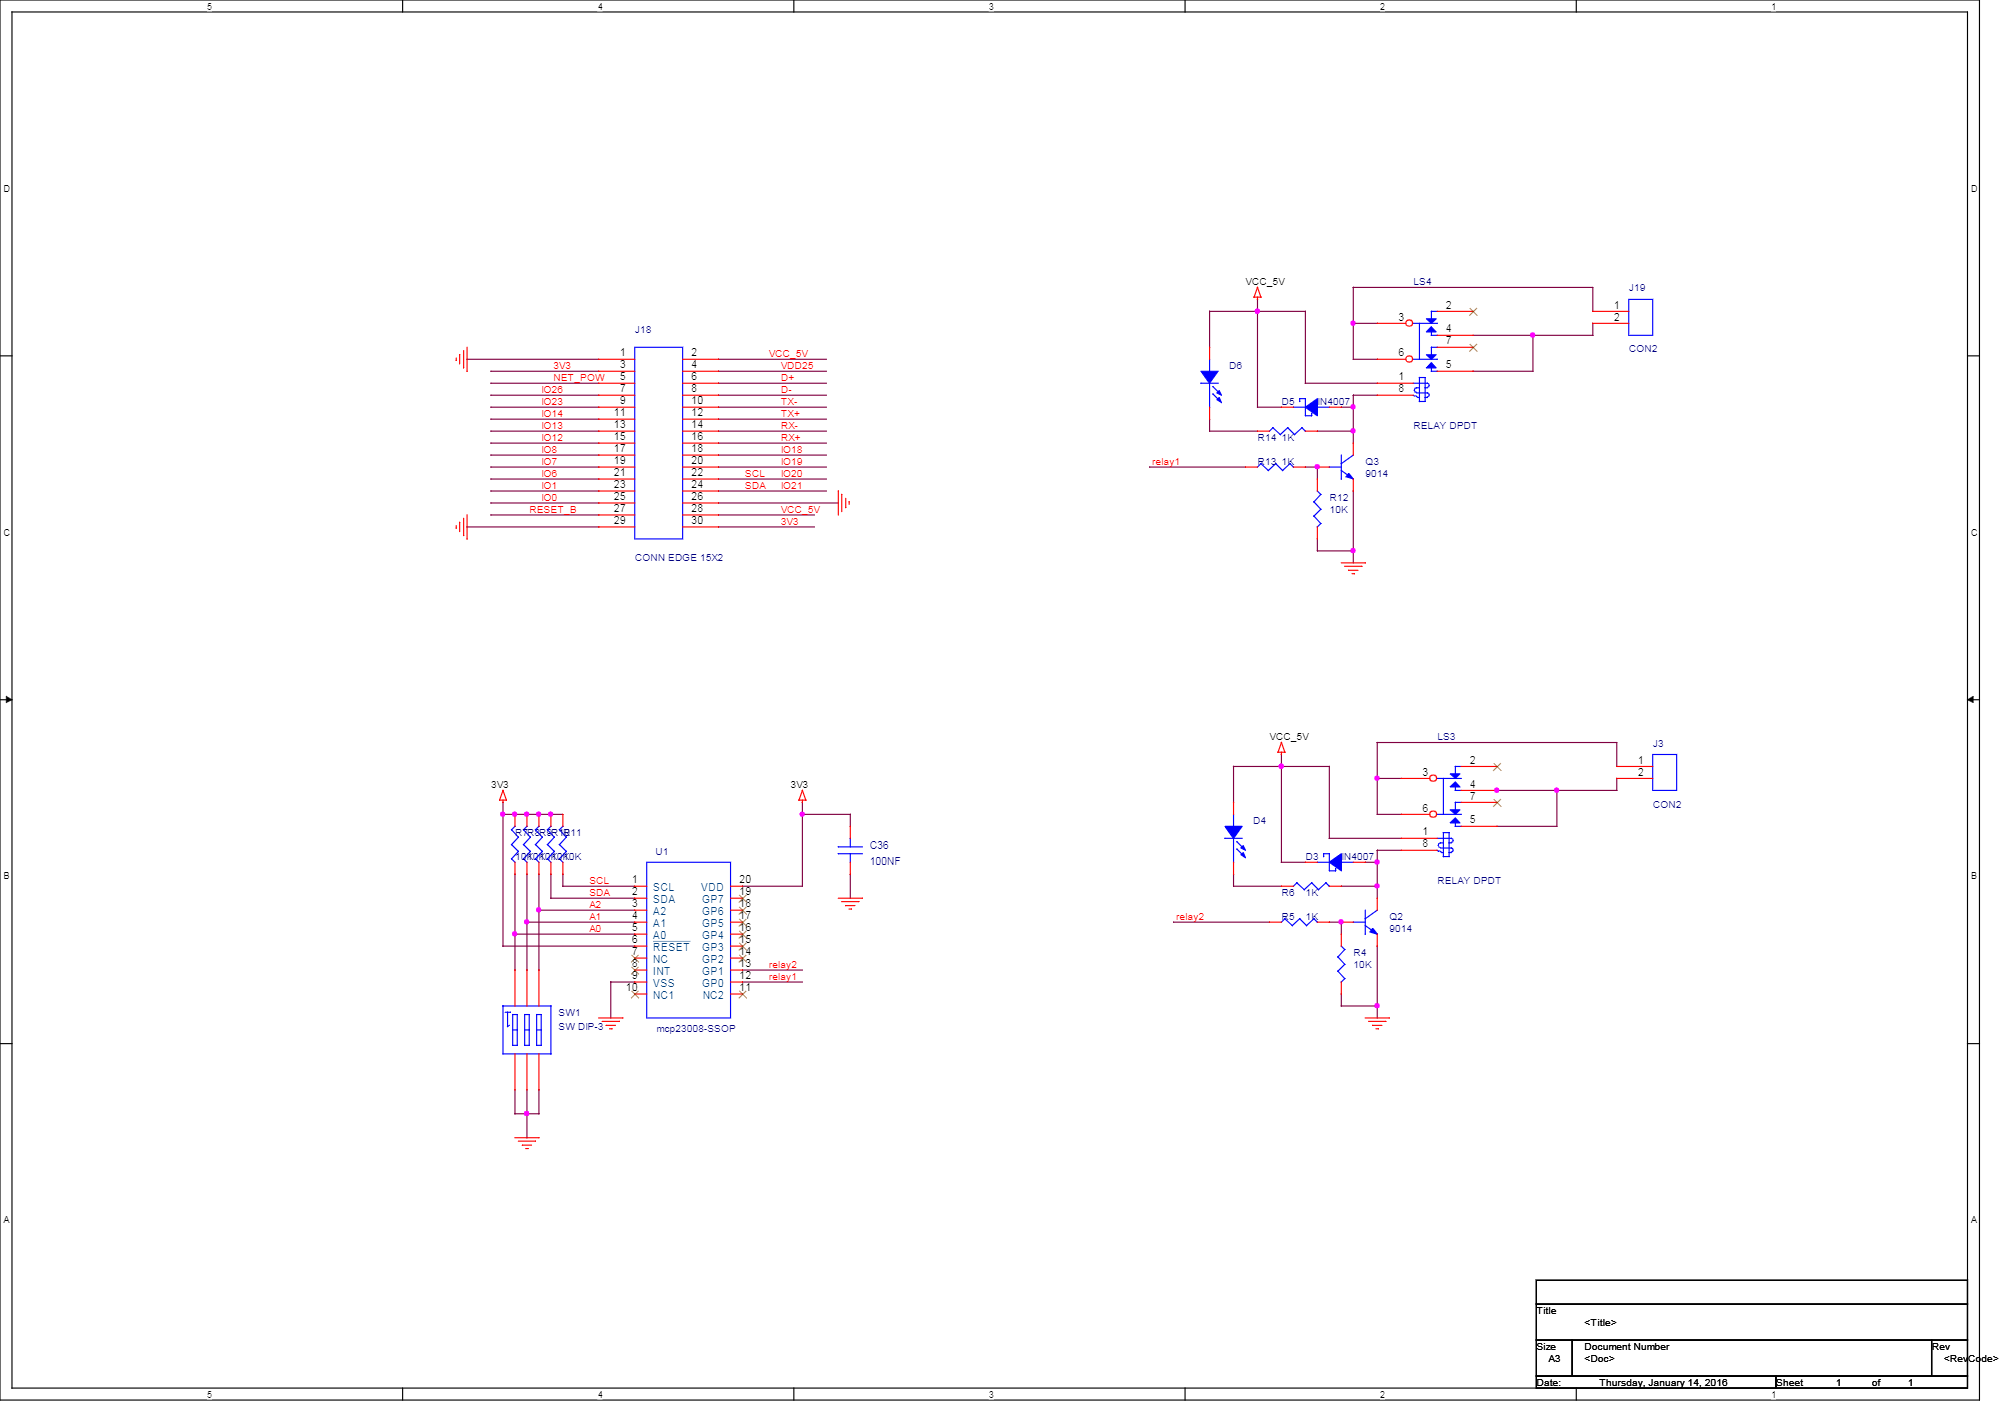 5 4 3 2 1
D D
C C
B B
A A
J18
1 2 VCC_5V
3V3 3 4 VDD25
NET_POW 5 6 D+
IO26 7 8 D-
IO23 9 10 TX-
IO14 11 12 TX+
IO13 13 14 RX-
IO12 15 16 RX+
IO8 17 18 IO18
IO7 19 20 IO19
IO6 21 22 SCL IO20
IO1 23 24 SDA IO21
IO0 25 26
RESET_B 27 28 VCC_5V
29 30 3V3
CONN EDGE 15X2
VCC_5V
LS4
J19
1
2
CON2
2
3
4
7
6
5
1
8
D6
D5 IN4007
RELAY DPDT
R14 1K
relay1
R13 1K
Q3
9014
R12
10K
3V3
3V3
C36
100NF
U1
SCL 1 SCL VDD 20
SDA 2 SDA GP7 19
A2 3 A2 GP6 18
A1 4 A1 GP5 17
A0 5 A0 GP4 16
6 RESET GP3 15
7 NC GP2 14
8 INT GP1 13 relay2
9 VSS GP0 12 relay1
10 NC1 NC2 11
mcp23008-SSOP
SW1
SW DIP-3
1
VCC_5V
LS3
J3
1
2
CON2
2
3
4
7
6
5
1
8
D4
D3 IN4007
RELAY DPDT
R6 1K
relay2
R5 1K
Q2
9014
R4
10K
Title
<Title>
Size Document Number Rev
A3 <Doc> <RevCode>
Date: Thursday, January 14, 2016 Sheet 1 of 1
5 4 3 2 1